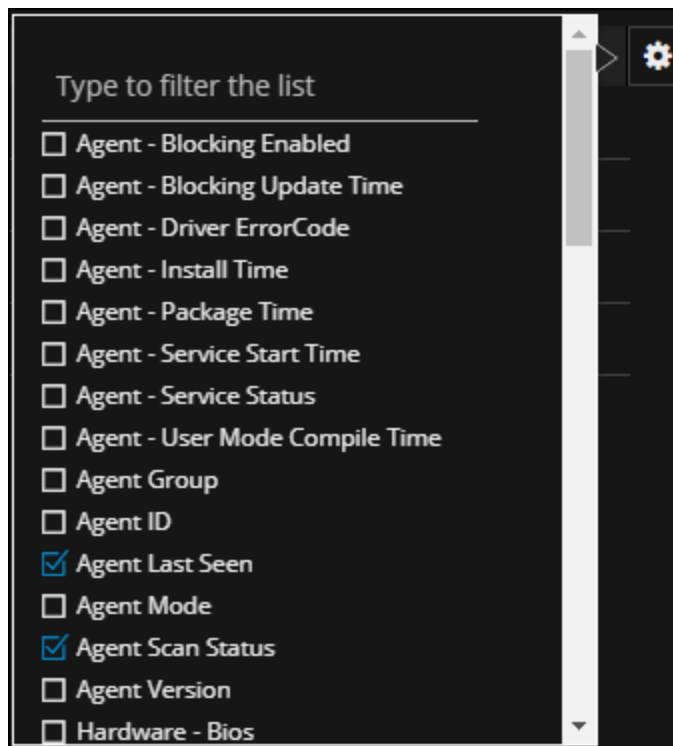 Type to filter the list
Agent - Blocking Enabled
Agent - Blocking Update Time
Agent - Driver ErrorCode
Agent - Install Time
Agent - Package Time
Agent - Service Start Time
Agent - Service Status
Agent - User Mode Compile Time
Agent Group
Agent ID
Agent Last Seen
Agent Mode
Agent Scan Status
Agent Version
Hardware - Bios